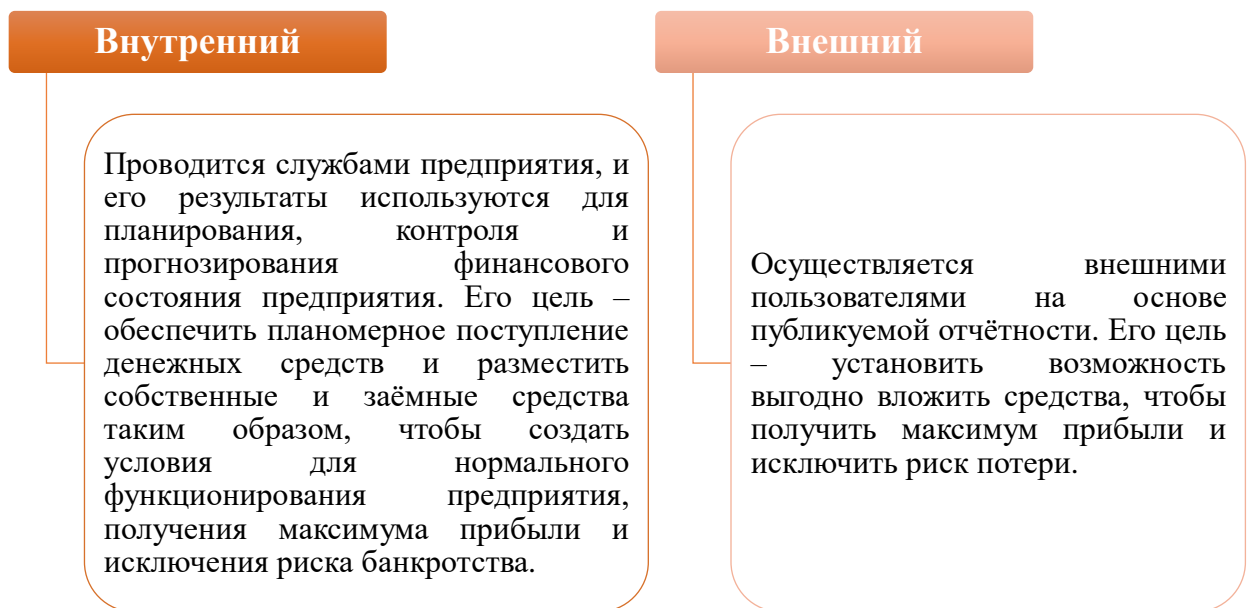 Внутренний
Проводится службами предприятия, и
его результаты используются для
планирования, контроля и
прогнозирования финансового
состояния предприятия. Его цель –
обеспечить планомерное поступление
денежных средств и разместить
собственные и заёмные средства
таким образом, чтобы создать
условия для нормального
функционирования предприятия,
получения максимума прибыли и
исключения риска банкротства.
Внешний
Осуществляется внешними
пользователями на основе
публикуемой отчётности. Его цель
– установить возможность
выгодно вложить средства, чтобы
получить максимум прибыли и
исключить риск потери.